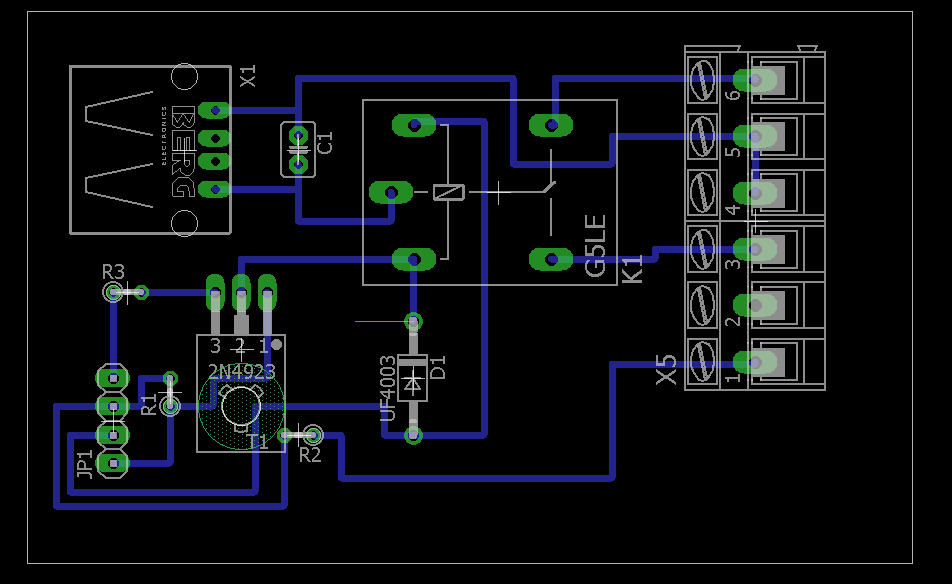 X1
BERG
ELECTRONICS
C1
6
5
4
3
2
1
X5
G5LE
K1
R3
3 2 1
2N4923
T1
R1
JP1
R2
UF4003
D1